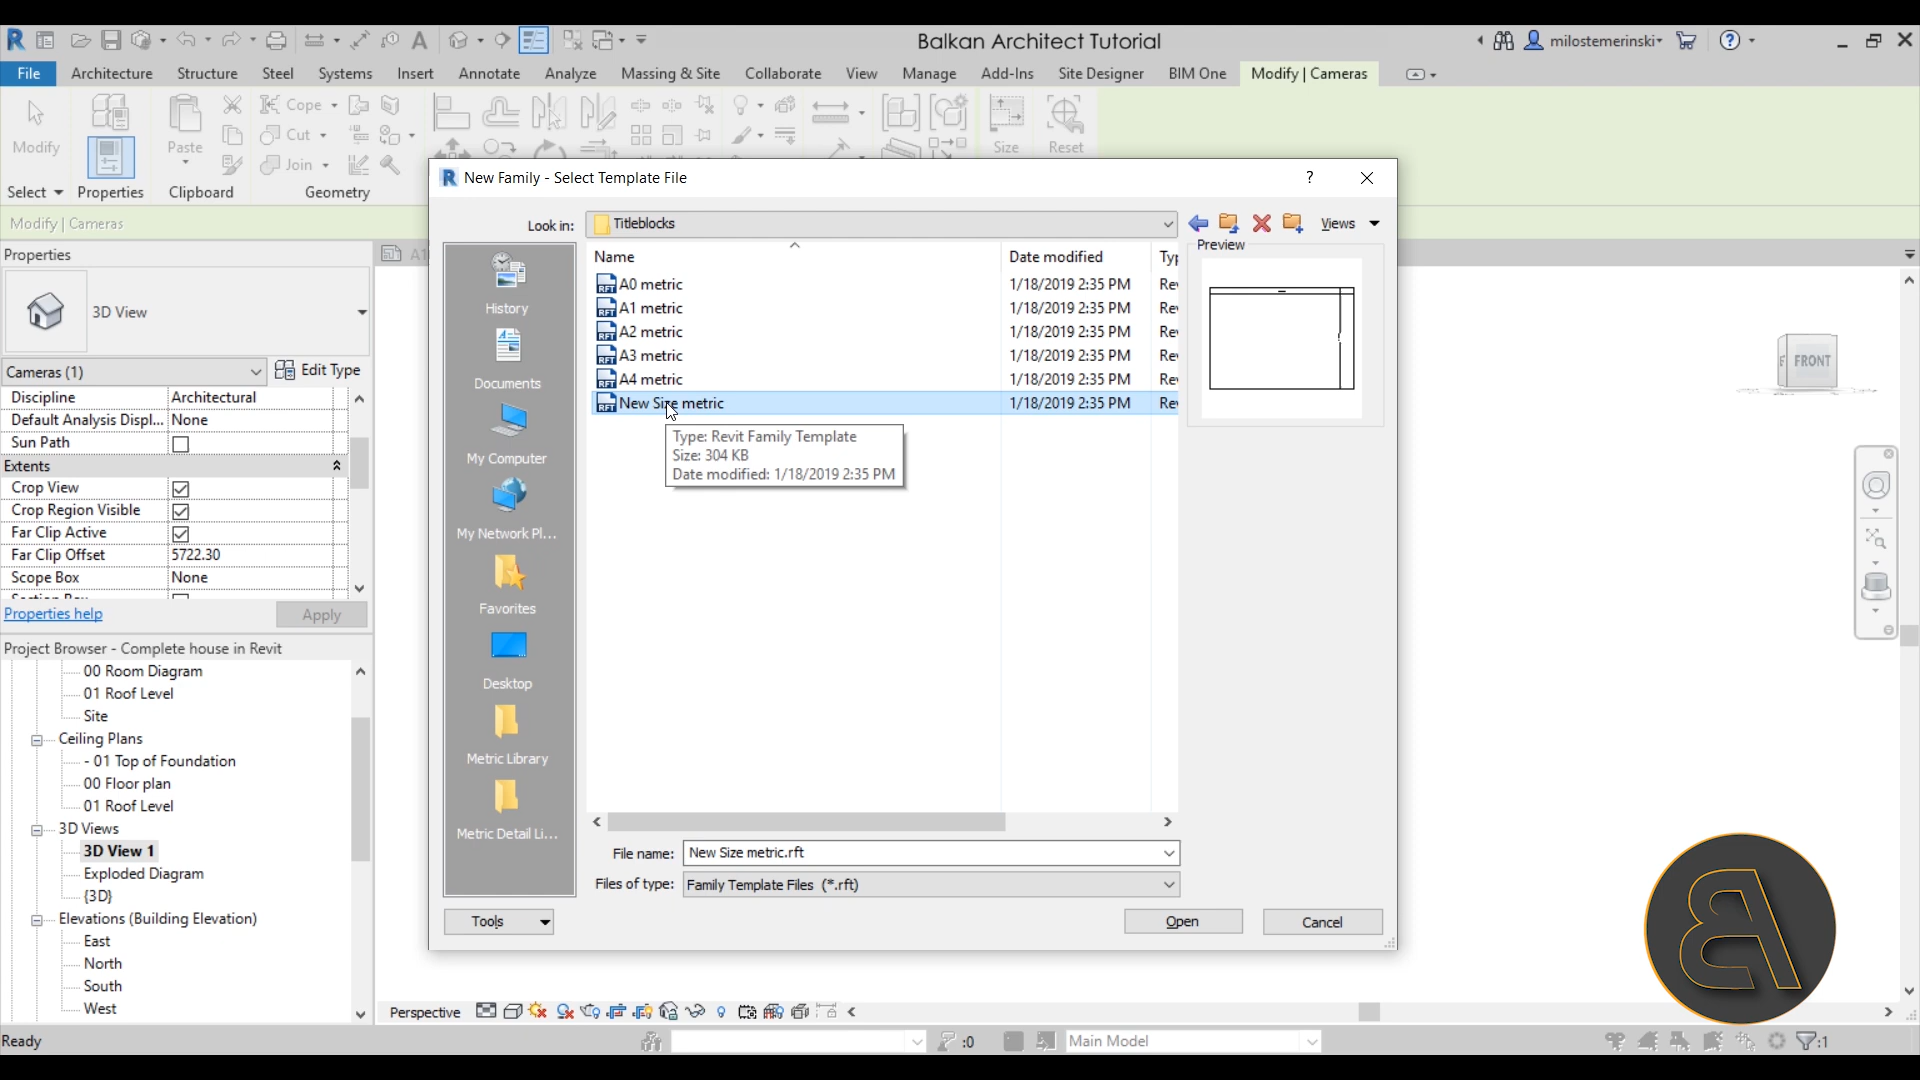 Balkan Architect Tutorial
milostemerinski
File Architecture Structure Steel Systems Insert Annotate Analyze Massing & Site Collaborate View Manage Add-Ins Site Designer BIM One Modify | Cameras
Modify
Paste
Cope
Cut
Join
Size
Reset
Select Properties Clipboard Geometry
Modify | Cameras
Properties
3D View
Cameras (1)
Edit Type
Discipline Architectural
Default Analysis Displ... None
Sun Path
Extents
Crop View
Crop Region Visible
Far Clip Active
Far Clip Offset 5722.30
Scope Box None
Properties help
Apply
Project Browser - Complete house in Revit
00 Room Diagram
01 Roof Level
Site
Ceiling Plans
- 01 Top of Foundation
00 Floor plan
01 Roof Level
3D Views
3D View 1
Exploded Diagram
{3D}
Elevations (Building Elevation)
East
North
South
West
New Family - Select Template File
?
Look in: Titleblocks
Views
Preview
History
Documents
My Computer
My Network Pl...
Favorites
Desktop
Metric Library
Metric Detail Li...
Name Date modified Typ
A0 metric 1/18/2019 2:35 PM Rev
A1 metric 1/18/2019 2:35 PM Rev
A2 metric 1/18/2019 2:35 PM Rev
A3 metric 1/18/2019 2:35 PM Rev
A4 metric 1/18/2019 2:35 PM Rev
New Size metric 1/18/2019 2:35 PM Rev
Type: Revit Family Template
Size: 304 KB
Date modified: 1/18/2019 2:35 PM
File name: New Size metric.rft
Files of type: Family Template Files (*.rft)
Tools
Open
Cancel
FRONT
Perspective
Ready
:0
Main Model
:1